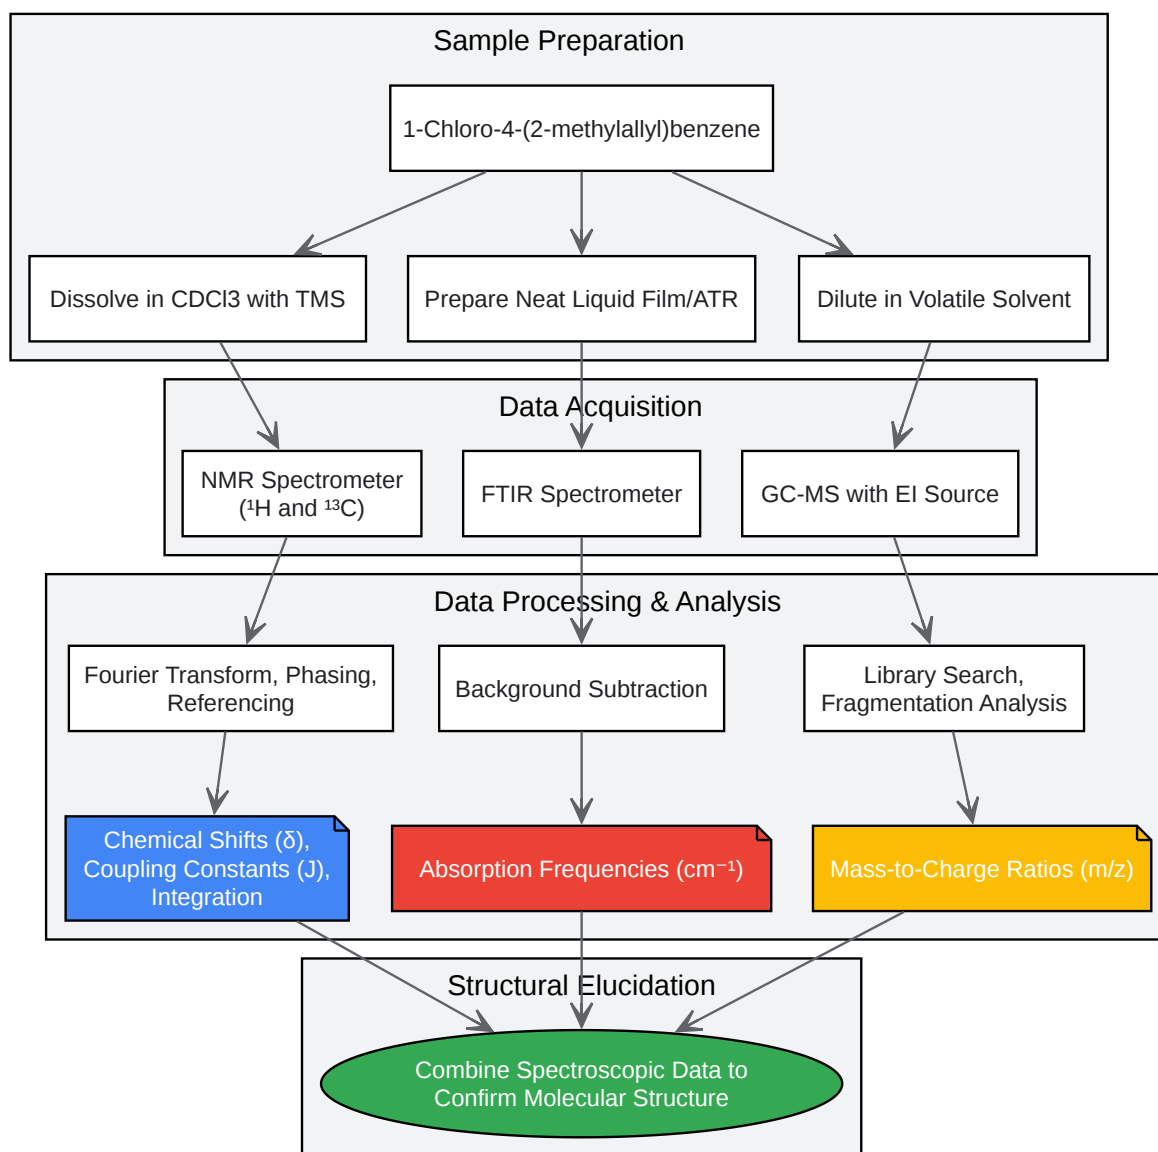 Sample Preparation
1-Chloro-4-(2-methylallyl)benzene
Dissolve in CDCl3 with TMS
Prepare Neat Liquid Film/ATR
Dilute in Volatile Solvent
Data Acquisition
NMR Spectrometer
(¹H and ¹³C)
FTIR Spectrometer
GC-MS with EI Source
Data Processing & Analysis
Fourier Transform, Phasing,
Referencing
Background Subtraction
Library Search,
Fragmentation Analysis
Chemical Shifts (δ),
Coupling Constants (J),
Integration
Absorption Frequencies (cm⁻¹)
Mass-to-Charge Ratios (m/z)
Structural Elucidation
Combine Spectroscopic Data to
Confirm Molecular Structure